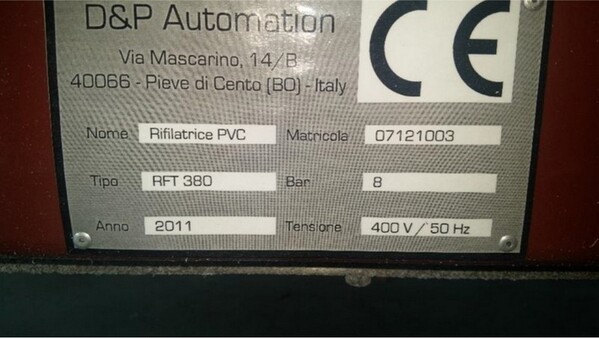 D&P Automation
Via Mascarino, 14/B
40066 - Pieve di Cento (BO) - Italy
CE
Nome Rifilatrice PVC Matricola 07121003
Tipo RFT 380 Bar 8
Anno 2011 Tensione 400 V / 50 Hz